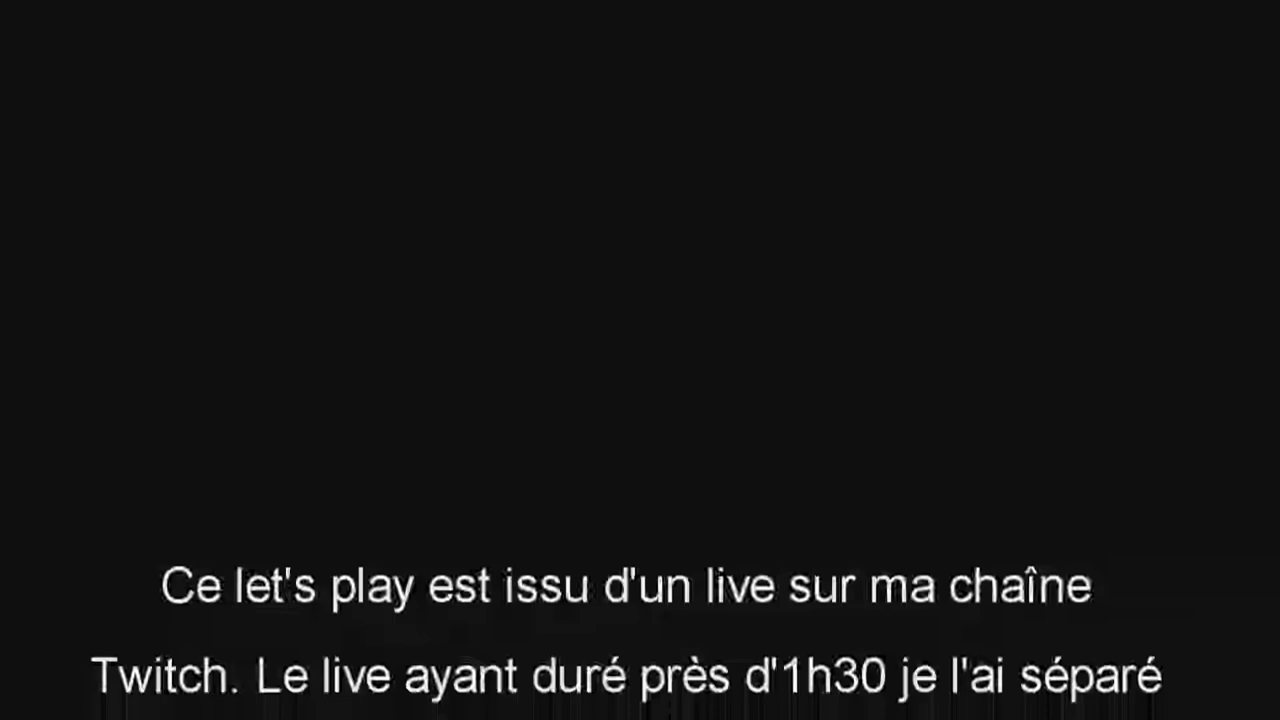 Ce let's play est issu d'un live sur ma chaîne
Twitch. Le live ayant duré près d'1h30 je l'ai séparé